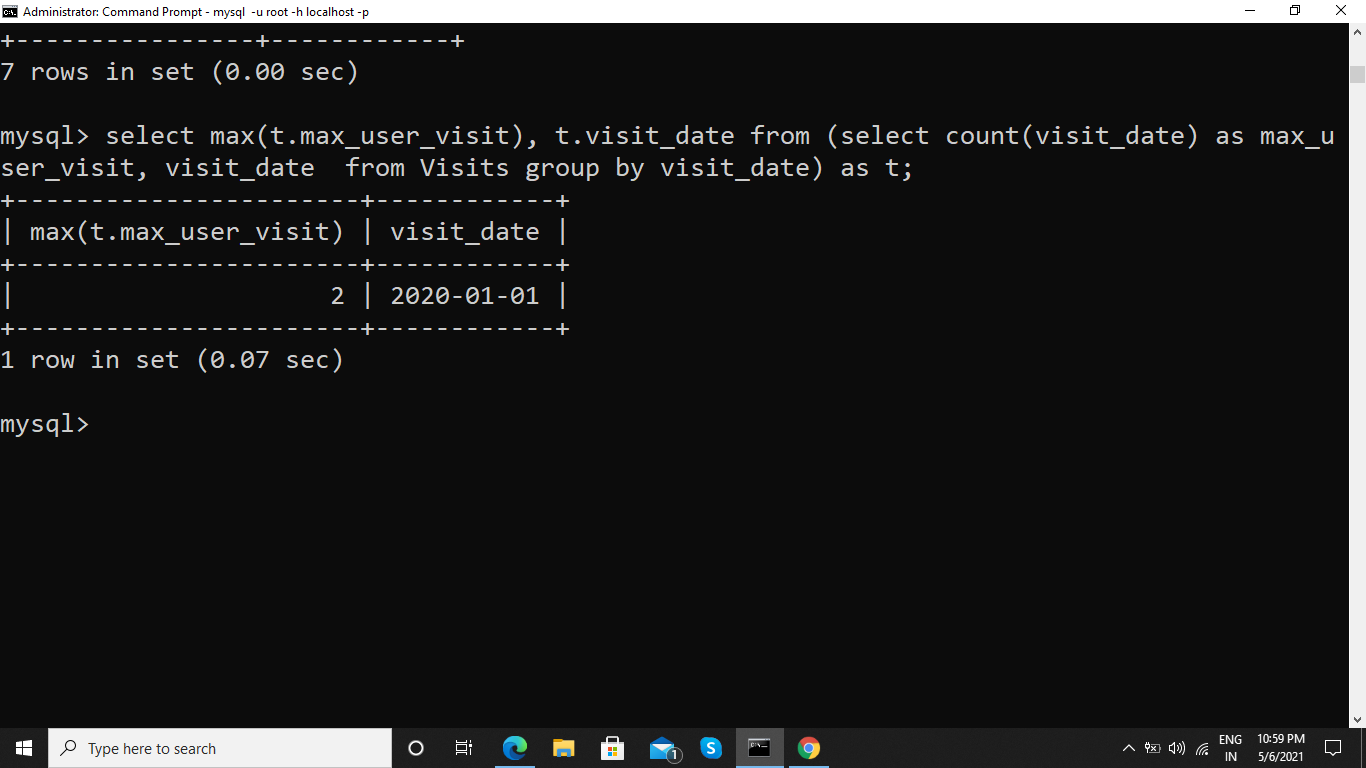 Administrator: Command Prompt - mysql  -u root -h localhost -p
+----------------+------------+
7 rows in set (0.00 sec)
mysql> select max(t.max_user_visit), t.visit_date from (select count(visit_date) as max_u
ser_visit, visit_date  from Visits group by visit_date) as t;
+-----------------------+------------+
| max(t.max_user_visit) | visit_date |
+-----------------------+------------+
|                     2 | 2020-01-01 |
+-----------------------+------------+
1 row in set (0.07 sec)
mysql>
Type here to search
1
S
ENG
IN
10:59 PM
5/6/2021